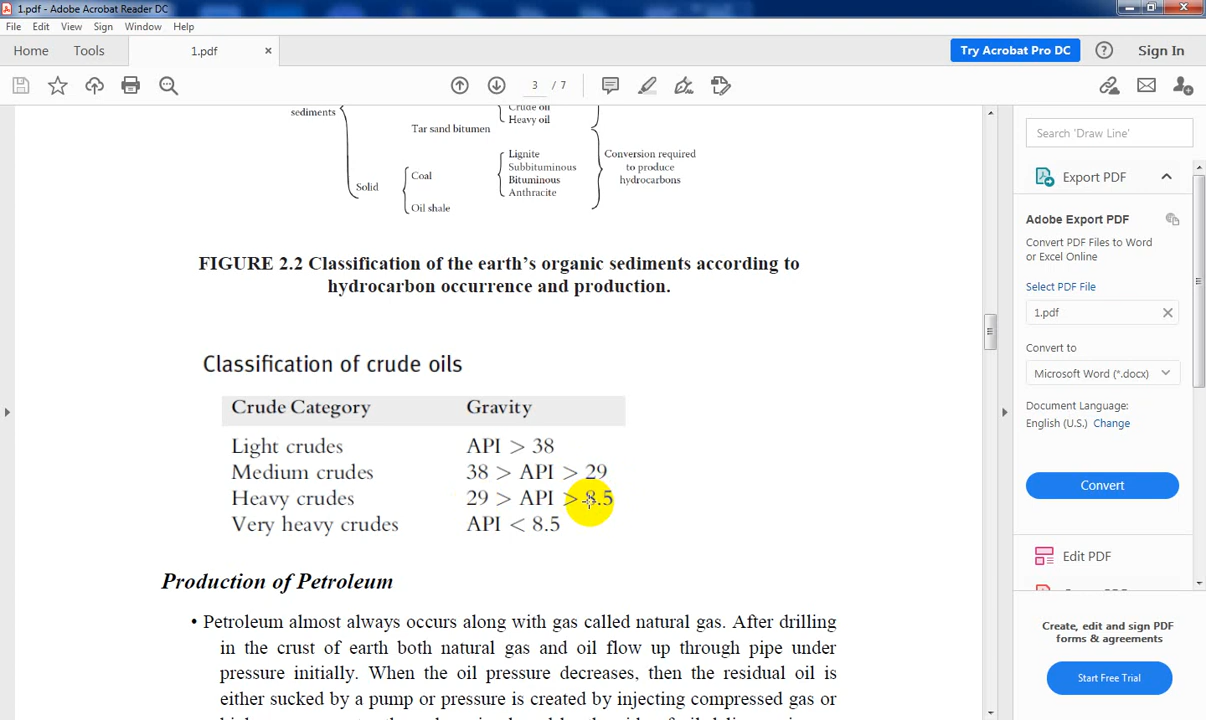 1.pdf - Adobe Acrobat Reader DC
File Edit View Sign Window Help
Home Tools 1.pdf × Try Acrobat Pro DC ? Sign In
3 / 7
sediments
Crude oil
Heavy oil
Tar sand bitumen
Solid
Coal
Oil shale
Lignite
Subbituminous
Bituminous
Anthracite
Conversion required
to produce
hydrocarbons
FIGURE 2.2 Classification of the earth's organic sediments according to
hydrocarbon occurrence and production.
Classification of crude oils
Crude Category Gravity
Light crudes API > 38
Medium crudes 38 > API > 29
Heavy crudes 29 > API > 8.5
Very heavy crudes API < 8.5
Production of Petroleum
• Petroleum almost always occurs along with gas called natural gas. After drilling
in the crust of earth both natural gas and oil flow up through pipe under
pressure initially. When the oil pressure decreases, then the residual oil is
either sucked by a pump or pressure is created by injecting compressed gas or
Search 'Draw Line'
Export PDF
Adobe Export PDF
Convert PDF Files to Word
or Excel Online
Select PDF File
1.pdf ×
Convert to
Microsoft Word (*.docx)
Document Language:
English (U.S.) Change
Convert
Edit PDF
Create, edit and sign PDF
forms & agreements
Start Free Trial